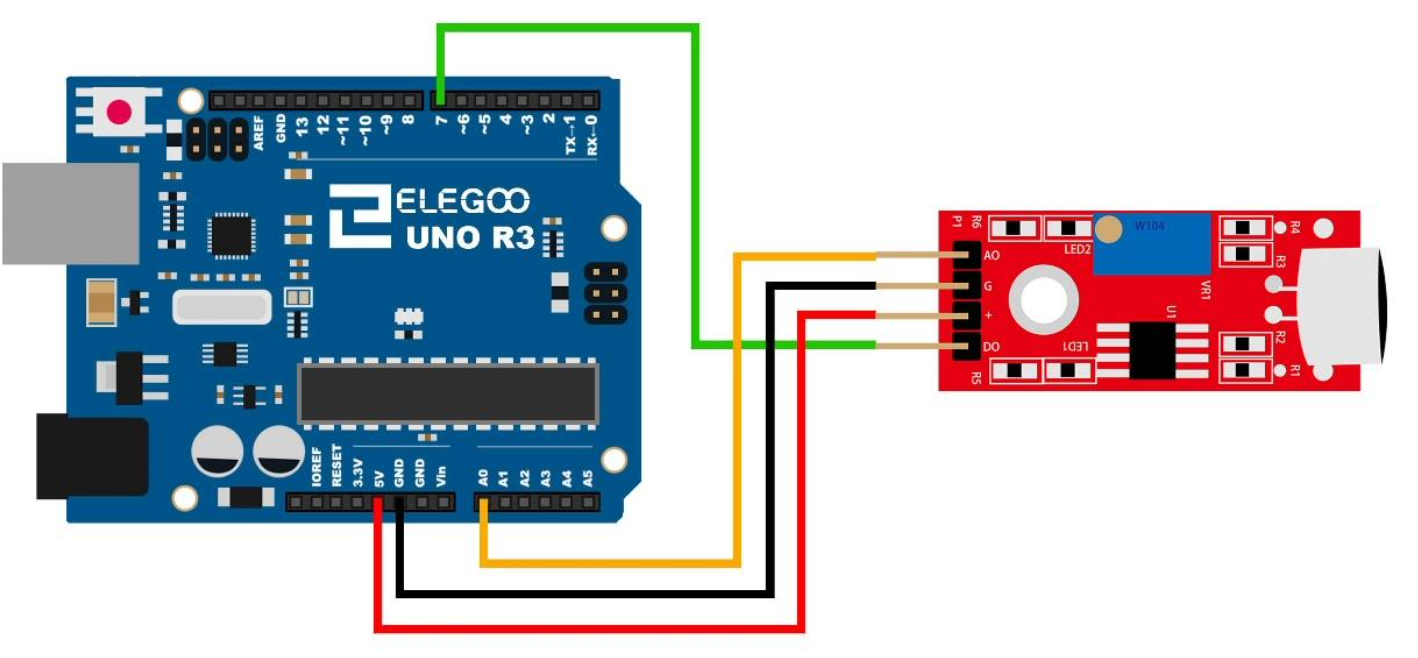 AREF
GND
13
12
~11
~10
~9
8
7
~6
~5
4
~3
2
TX→1
RX←0
ELEGOO
UNO R3
IOREF
RESET
3.3V
5V
GND
GND
Vin
A0
A1
A2
A3
A4
A5
P1
R6
LED2
W104
R4
R3
AO
G
+
DO
VR1
U1
LED1
R5
R2
R1